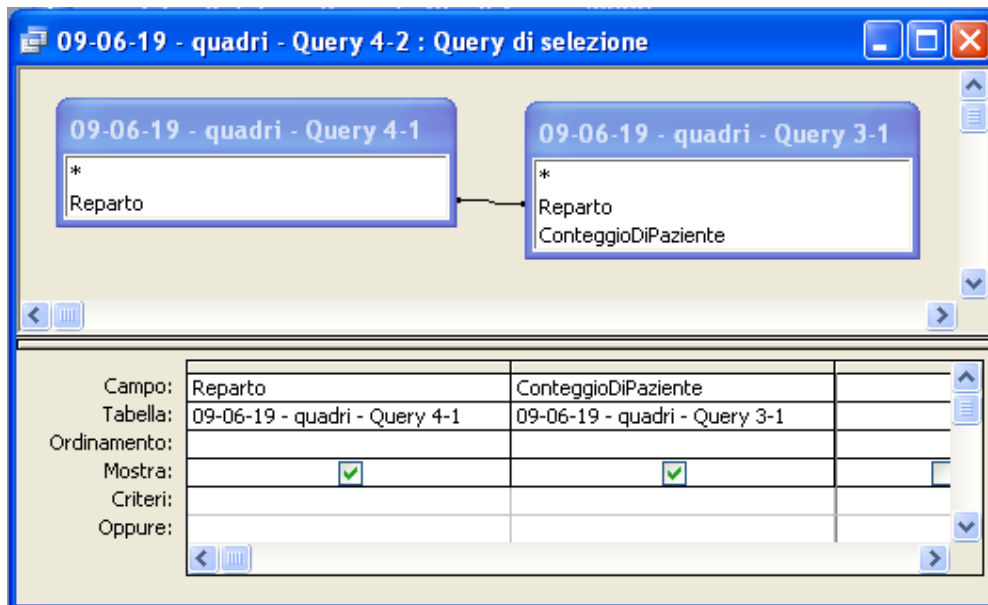 09-06-19 - quadri - Query 4-2 : Query di selezione
09-06-19 - quadri - Query 4-1
*
Reparto
09-06-19 - quadri - Query 3-1
*
Reparto
ConteggioDiPaziente
Campo: Reparto ConteggioDiPaziente
Tabella: 09-06-19 - quadri - Query 4-1 09-06-19 - quadri - Query 3-1
Ordinamento:
Mostra:
Criteri:
Oppure: